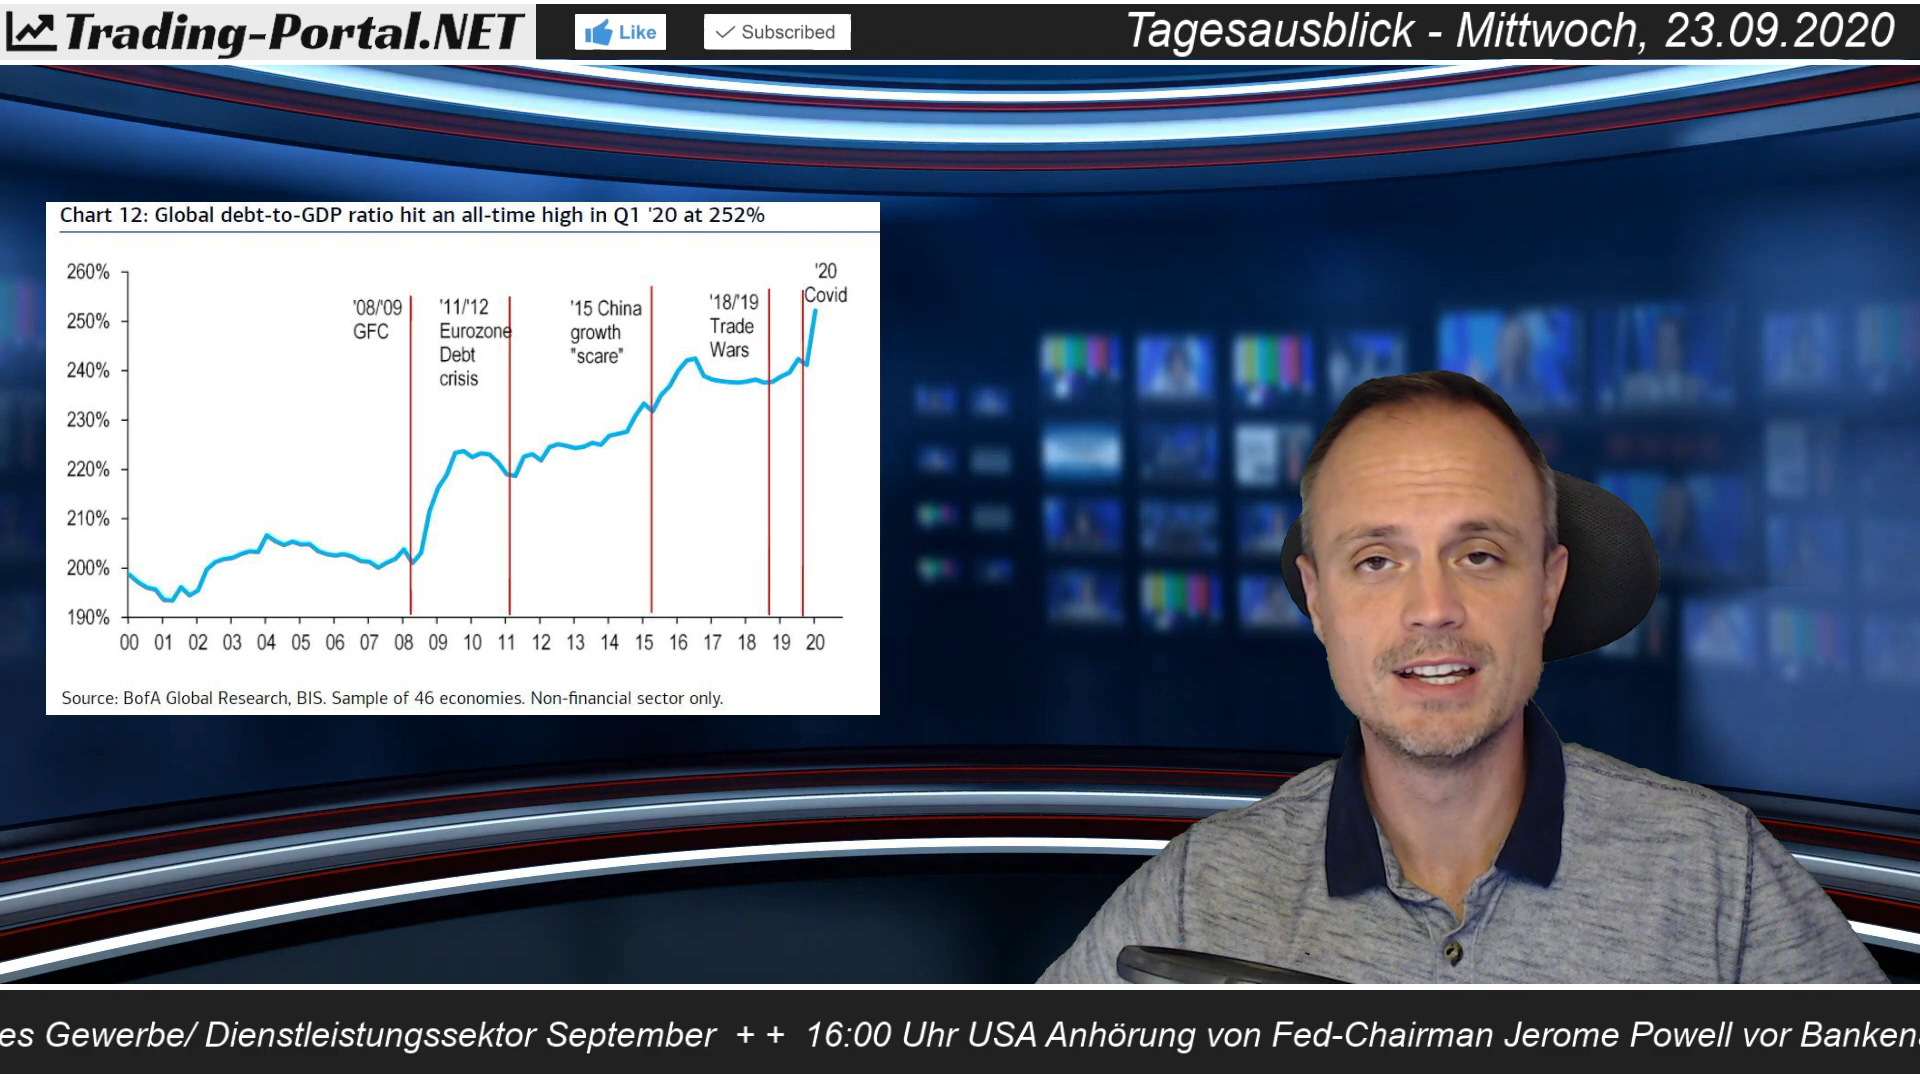 Trading-Portal.NET
Like
Subscribed
Tagesausblick - Mittwoch, 23.09.2020
Chart 12: Global debt-to-GDP ratio hit an all-time high in Q1 '20 at 252%
260%
250%
240%
230%
220%
210%
200%
190%
'08/'09
GFC
'11/'12
Eurozone
Debt
crisis
'15 China
growth
"scare"
'18/'19
Trade
Wars
'20
Covid
00 01 02 03 04 05 06 07 08 09 10 11 12 13 14 15 16 17 18 19 20
Source: BofA Global Research, BIS. Sample of 46 economies. Non-financial sector only.
es Gewerbe/ Dienstleistungssektor September ++ 16:00 Uhr USA Anhörung von Fed-Chairman Jerome Powell vor Banken